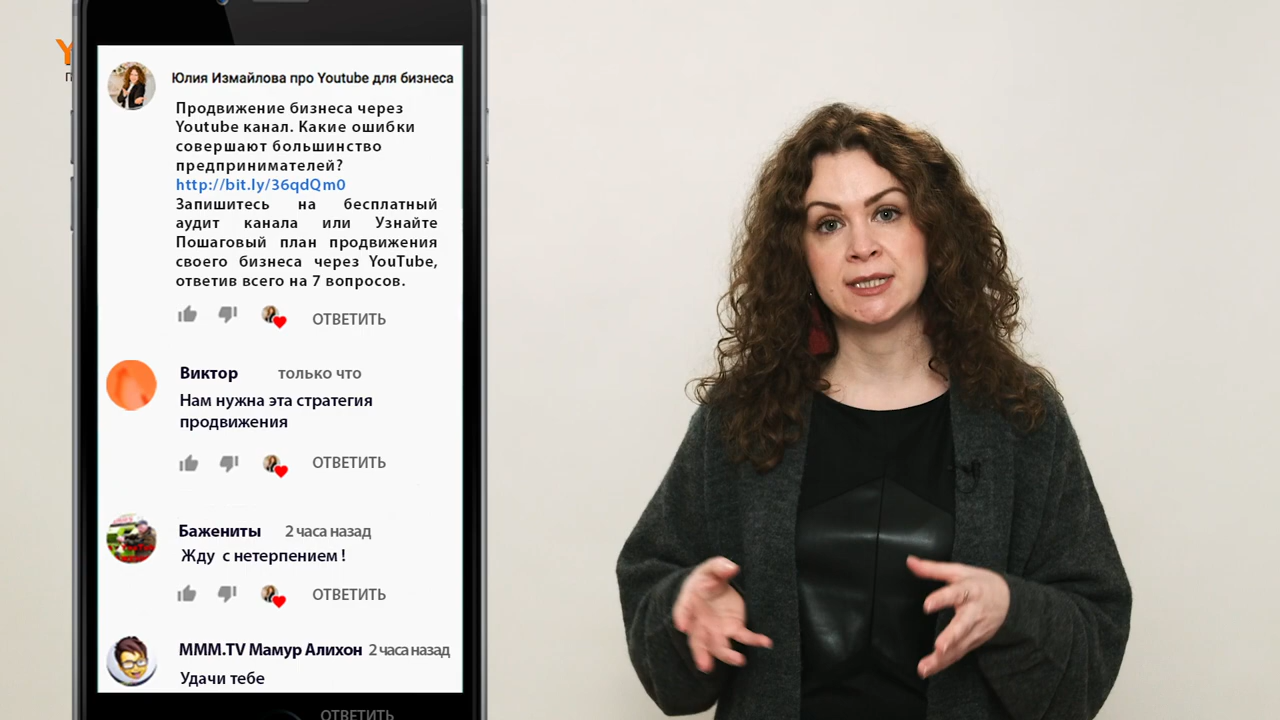 Юлия Измайлова про Youtube для бизнеса
Продвижение бизнеса через
Youtube канал. Какие ошибки
совершают большинство
предпринимателей?
http://bit.ly/36qdQm0
Запишитесь на бесплатный
аудит канала или Узнайте
Пошаговый план продвижения
своего бизнеса через YouTube,
ответив всего на 7 вопросов.
ОТВЕТИТЬ
Виктор только что
Нам нужна эта стратегия
продвижения
ОТВЕТИТЬ
Бажениты 2 часа назад
Жду с нетерпением !
ОТВЕТИТЬ
МММ.TV Мамур Алихон 2 часа назад
Удачи тебе
ОТВЕТИТЬ